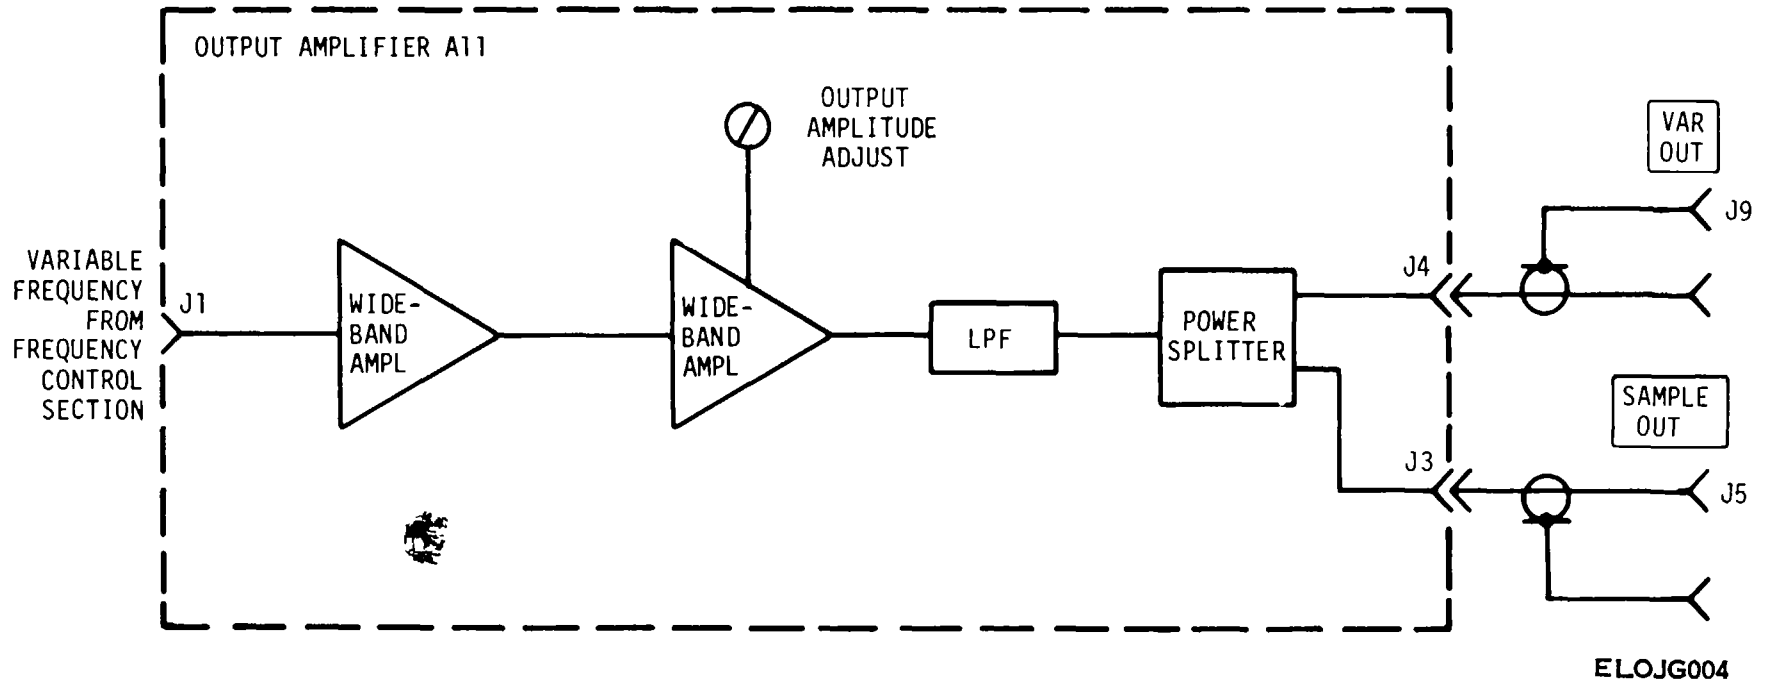 OUTPUT AMPLIFIER A11
OUTPUT
AMPLITUDE
ADJUST
VAR
OUT
J9
VARIABLE
FREQUENCY
FROM
FREQUENCY
CONTROL
SECTION
J1
WIDE-
BAND
AMPL
WIDE-
BAND
AMPL
LPF
POWER
SPLITTER
J4
J3
SAMPLE
OUT
J5
ELOJG004